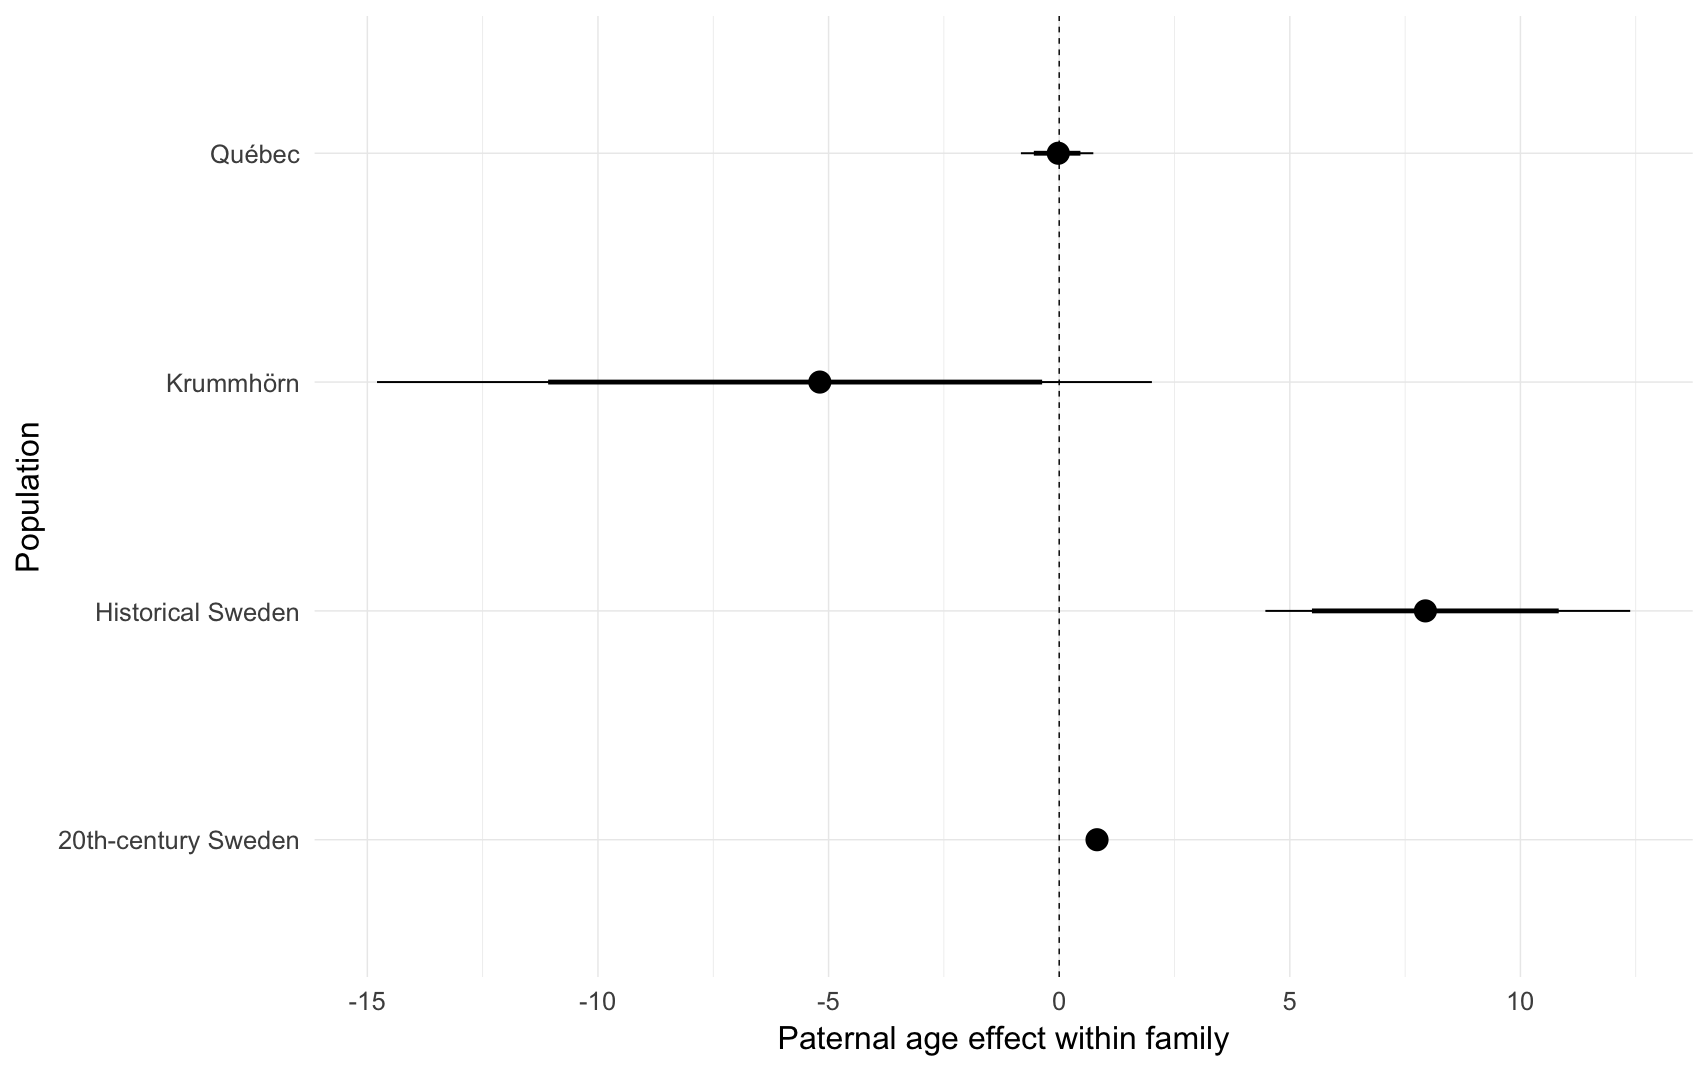 Québec
Krummhörn
Historical Sweden
20th-century Sweden
Population
-15 -10 -5 0 5 10
Paternal age effect within family